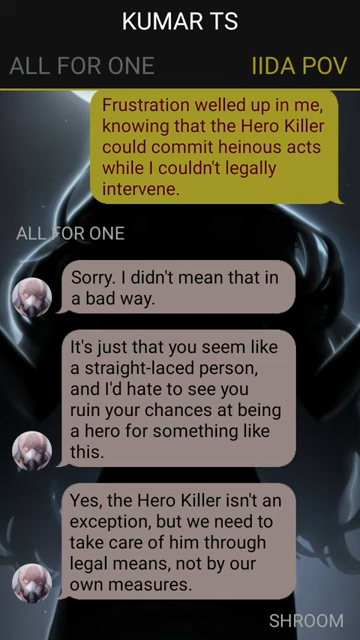 KUMAR TS
ALL FOR ONE
IIDA POV
Frustration welled up in me,
knowing that the Hero Killer
could commit heinous acts
while I couldn't legally
intervene.
ALL FOR ONE
Sorry. I didn't mean that in
a bad way.
It's just that you seem like
a straight-laced person,
and I'd hate to see you
ruin your chances at being
a hero for something like
this.
Yes, the Hero Killer isn't an
exception, but we need to
take care of him through
legal means, not by our
own measures.
SHROOM